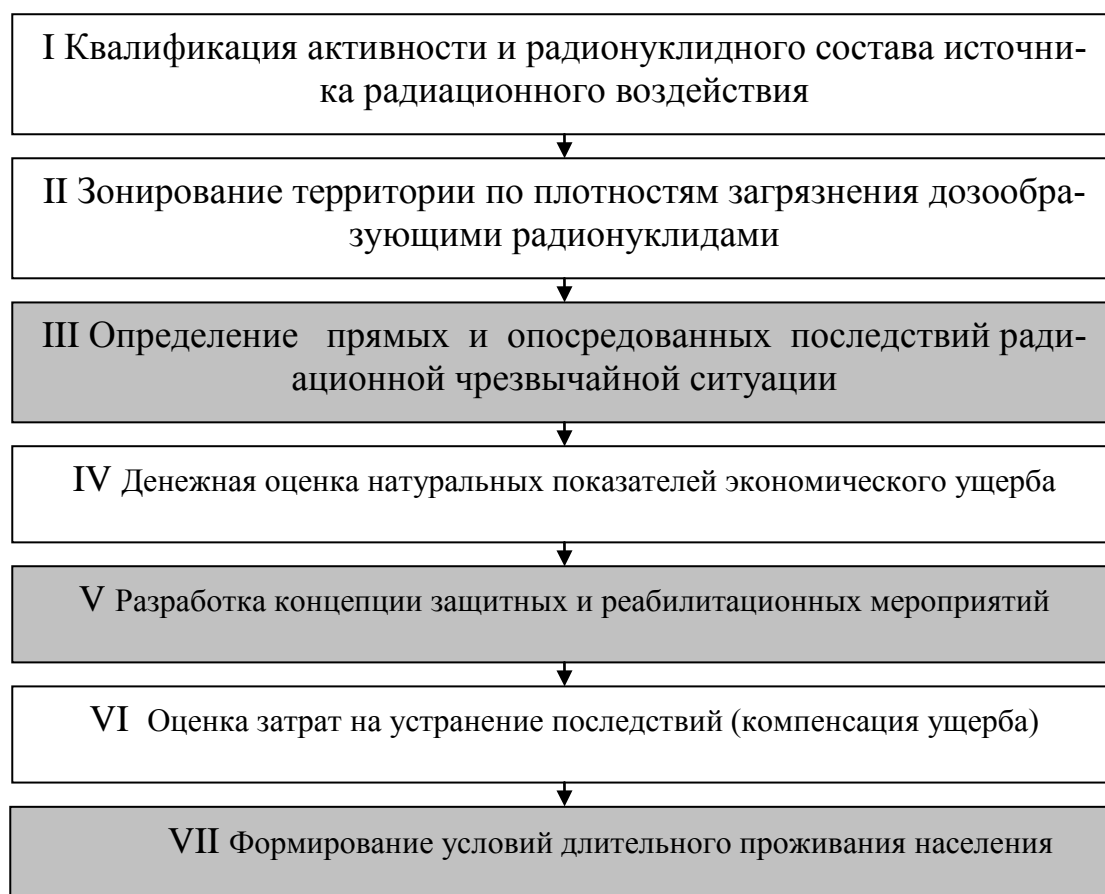 I Квалификация активности и радионуклидного состава источни-
ка радиационного воздействия
II Зонирование территории по плотностям загрязнения дозообра-
зующими радионуклидами
III Определение прямых и опосредованных последствий ради-
ационной чрезвычайной ситуации
IV Денежная оценка натуральных показателей экономического ущерба
V Разработка концепции защитных и реабилитационных мероприятий
VI Оценка затрат на устранение последствий (компенсация ущерба)
VII Формирование условий длительного проживания населения